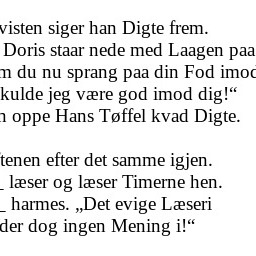 visten siger han Digte frem.
Doris staar nede med Laagen paa
m du nu sprang paa din Fod imod
kulde jeg være god imod dig!“
n oppe Hans Tøffel kvad Digte.
tenen efter det samme igjen.
_ læser og læser Timerne hen.
_ harmes. „Det evige Læseri
der dog ingen Mening i!“